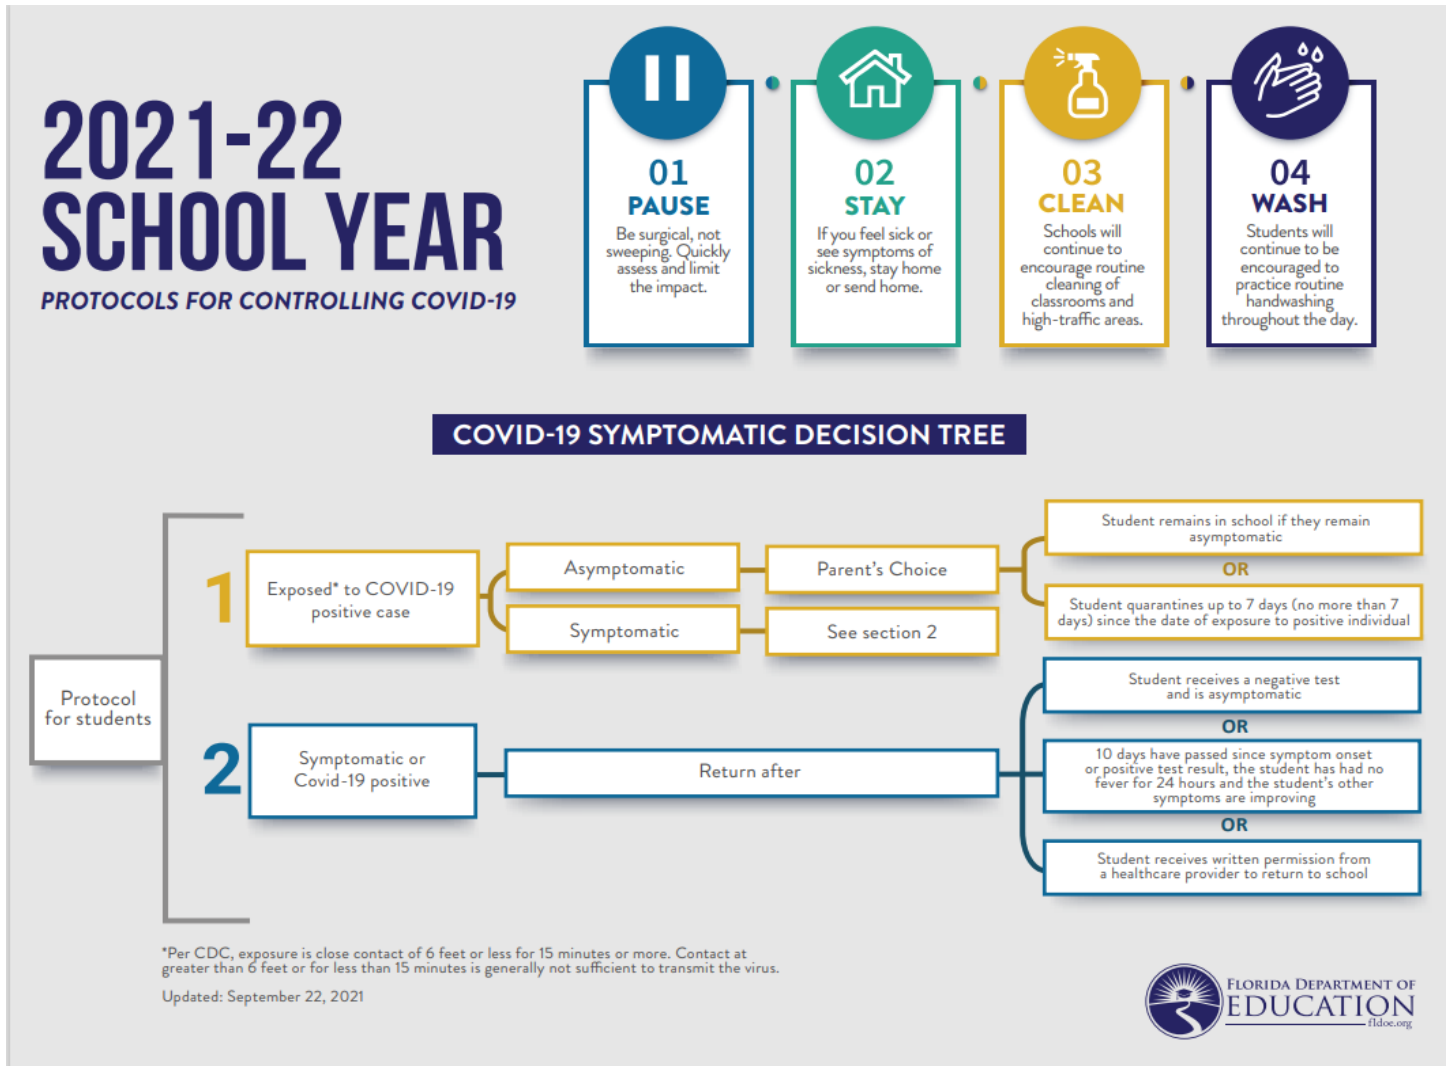 2021-22
SCHOOL YEAR
PROTOCOLS FOR CONTROLLING COVID-19
01
PAUSE
Be surgical, not
sweeping. Quickly
assess and limit
the impact.
02
STAY
If you feel sick or
see symptoms of
sickness, stay home
or send home.
03
CLEAN
Schools will
continue to
encourage routine
cleaning of
classrooms and
high-traffic areas.
04
WASH
Students will
continue to be
encouraged to
practice routine
handwashing
throughout the day.
COVID-19 SYMPTOMATIC DECISION TREE
Protocol
for students
1
Exposed* to COVID-19
positive case
Asymptomatic
Parent's Choice
Student remains in school if they remain
asymptomatic
OR
Student quarantines up to 7 days (no more than 7
days) since the date of exposure to positive individual
Symptomatic
See section 2
2
Symptomatic or
Covid-19 positive
Return after
Student receives a negative test
and is asymptomatic
OR
10 days have passed since symptom onset
or positive test result, the student has had no
fever for 24 hours and the student's other
symptoms are improving
OR
Student receives written permission from
a healthcare provider to return to school
*Per CDC, exposure is close contact of 6 feet or less for 15 minutes or more. Contact at
greater than 6 feet or for less than 15 minutes is generally not sufficient to transmit the virus.
Updated: September 22, 2021
FLORIDA DEPARTMENT OF
EDUCATION
fldoe.org